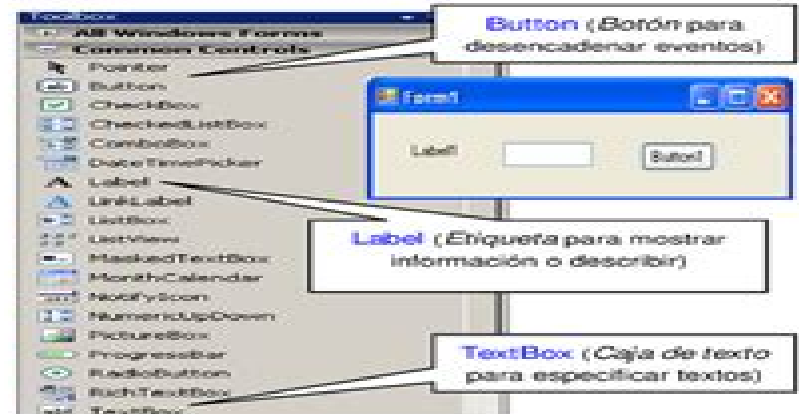 Toolbox
All Windows Forms
Common Controls
Pointer
Button
CheckBox
CheckedListBox
ComboBox
DateTimePicker
Label
LinkLabel
ListBox
ListView
MaskedTextBox
MonthCalendar
NotifyIcon
NumericUpDown
PictureBox
ProgressBar
RadioButton
RichTextBox
TextBox
Button (Botón para
desencadenar eventos)
Form1
Label1
Button1
Label (Etiqueta para mostrar
información o describir)
TextBox (Caja de texto
para especificar textos)